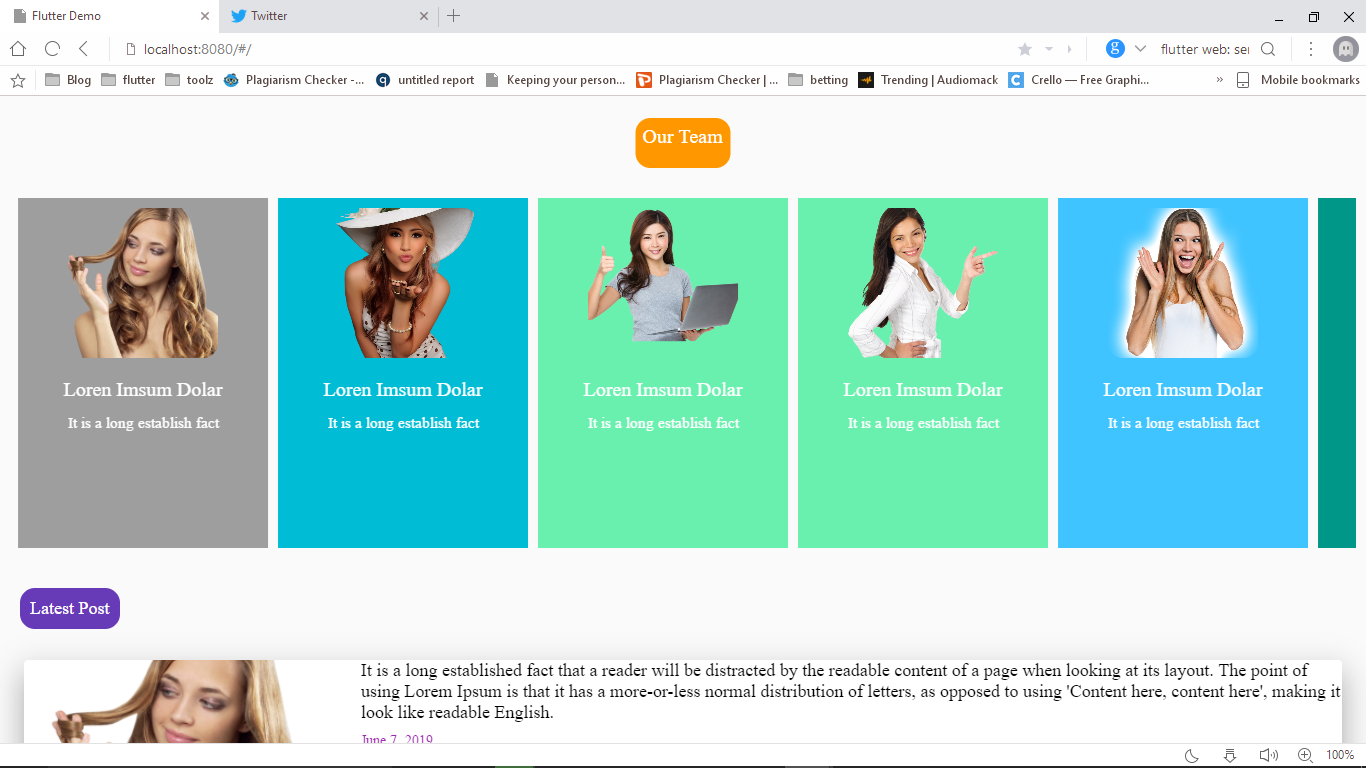 Flutter Demo
Twitter
localhost:8080/#/
flutter web: ser
Blog
flutter
toolz
Plagiarism Checker -...
untitled report
Keeping your person...
Plagiarism Checker | ...
betting
Trending | Audiomack
Crello — Free Graphi...
»
Mobile bookmarks
Our Team
Loren Imsum Dolar
It is a long establish fact
Loren Imsum Dolar
It is a long establish fact
Loren Imsum Dolar
It is a long establish fact
Loren Imsum Dolar
It is a long establish fact
Loren Imsum Dolar
It is a long establish fact
Latest Post
It is a long established fact that a reader will be distracted by the readable content of a page when looking at its layout. The point of
using Lorem Ipsum is that it has a more-or-less normal distribution of letters, as opposed to using 'Content here, content here', making it
look like readable English.
June 7, 2019
100%